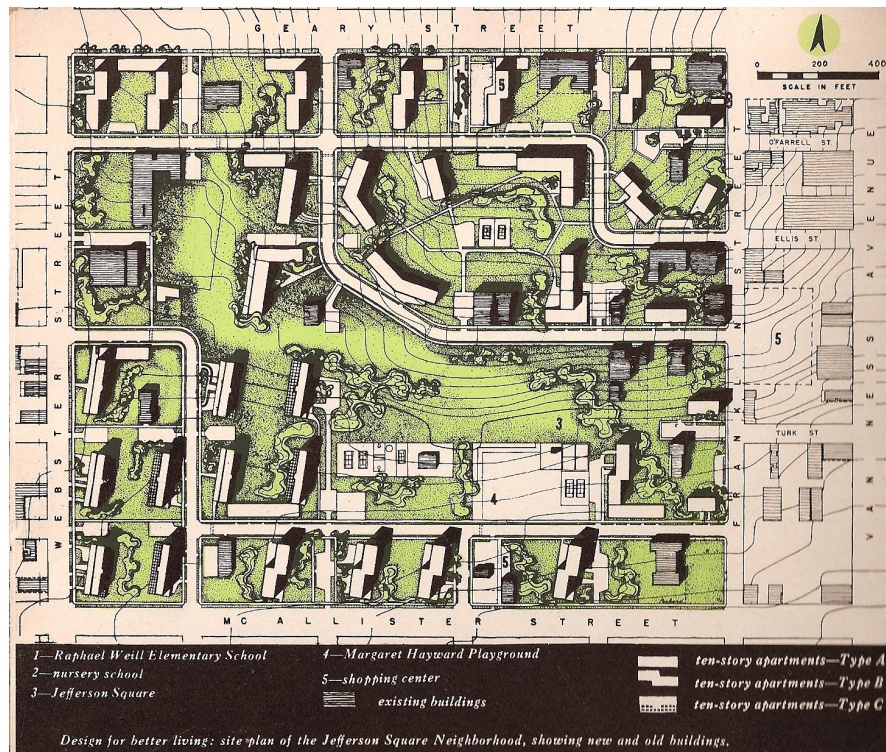 GEARY STREET
0 200 400
SCALE IN FEET
5
O'FARRELL ST.
WEBSTER STREET
FRANKLIN STREET
VAN NESS AVENUE
ELLIS ST.
5
3
TURK ST
4
5
MCALLISTER STREET
1—Raphael Weill Elementary School
2—nursery school
3—Jefferson Square
4—Margaret Hayward Playground
5—shopping center
existing buildings
ten-story apartments—Type A
ten-story apartments—Type B
ten-story apartments—Type C
Design for better living: site plan of the Jefferson Square Neighborhood, showing new and old buildings.